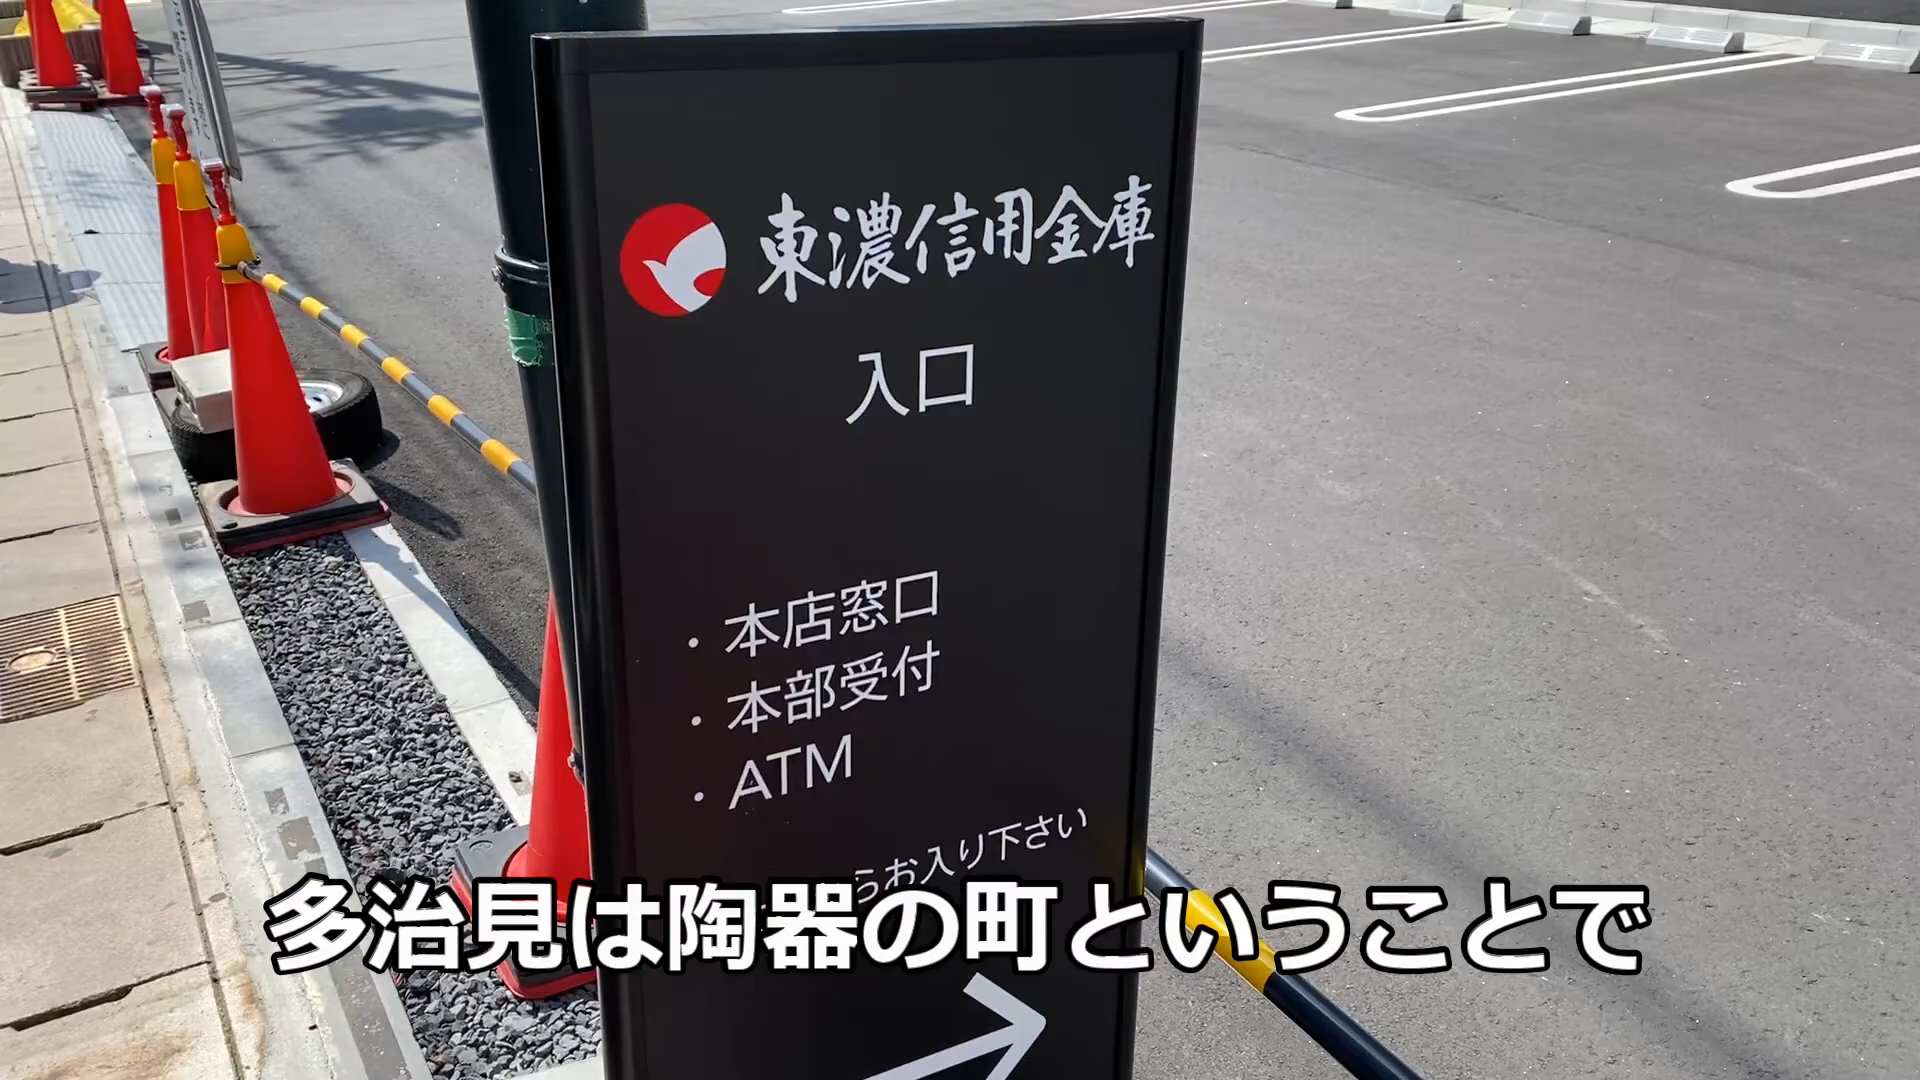 東濃信用金庫
入口
・本店窓口
・本部受付
・ATM
らお入り下さい
多治見は陶器の町ということで